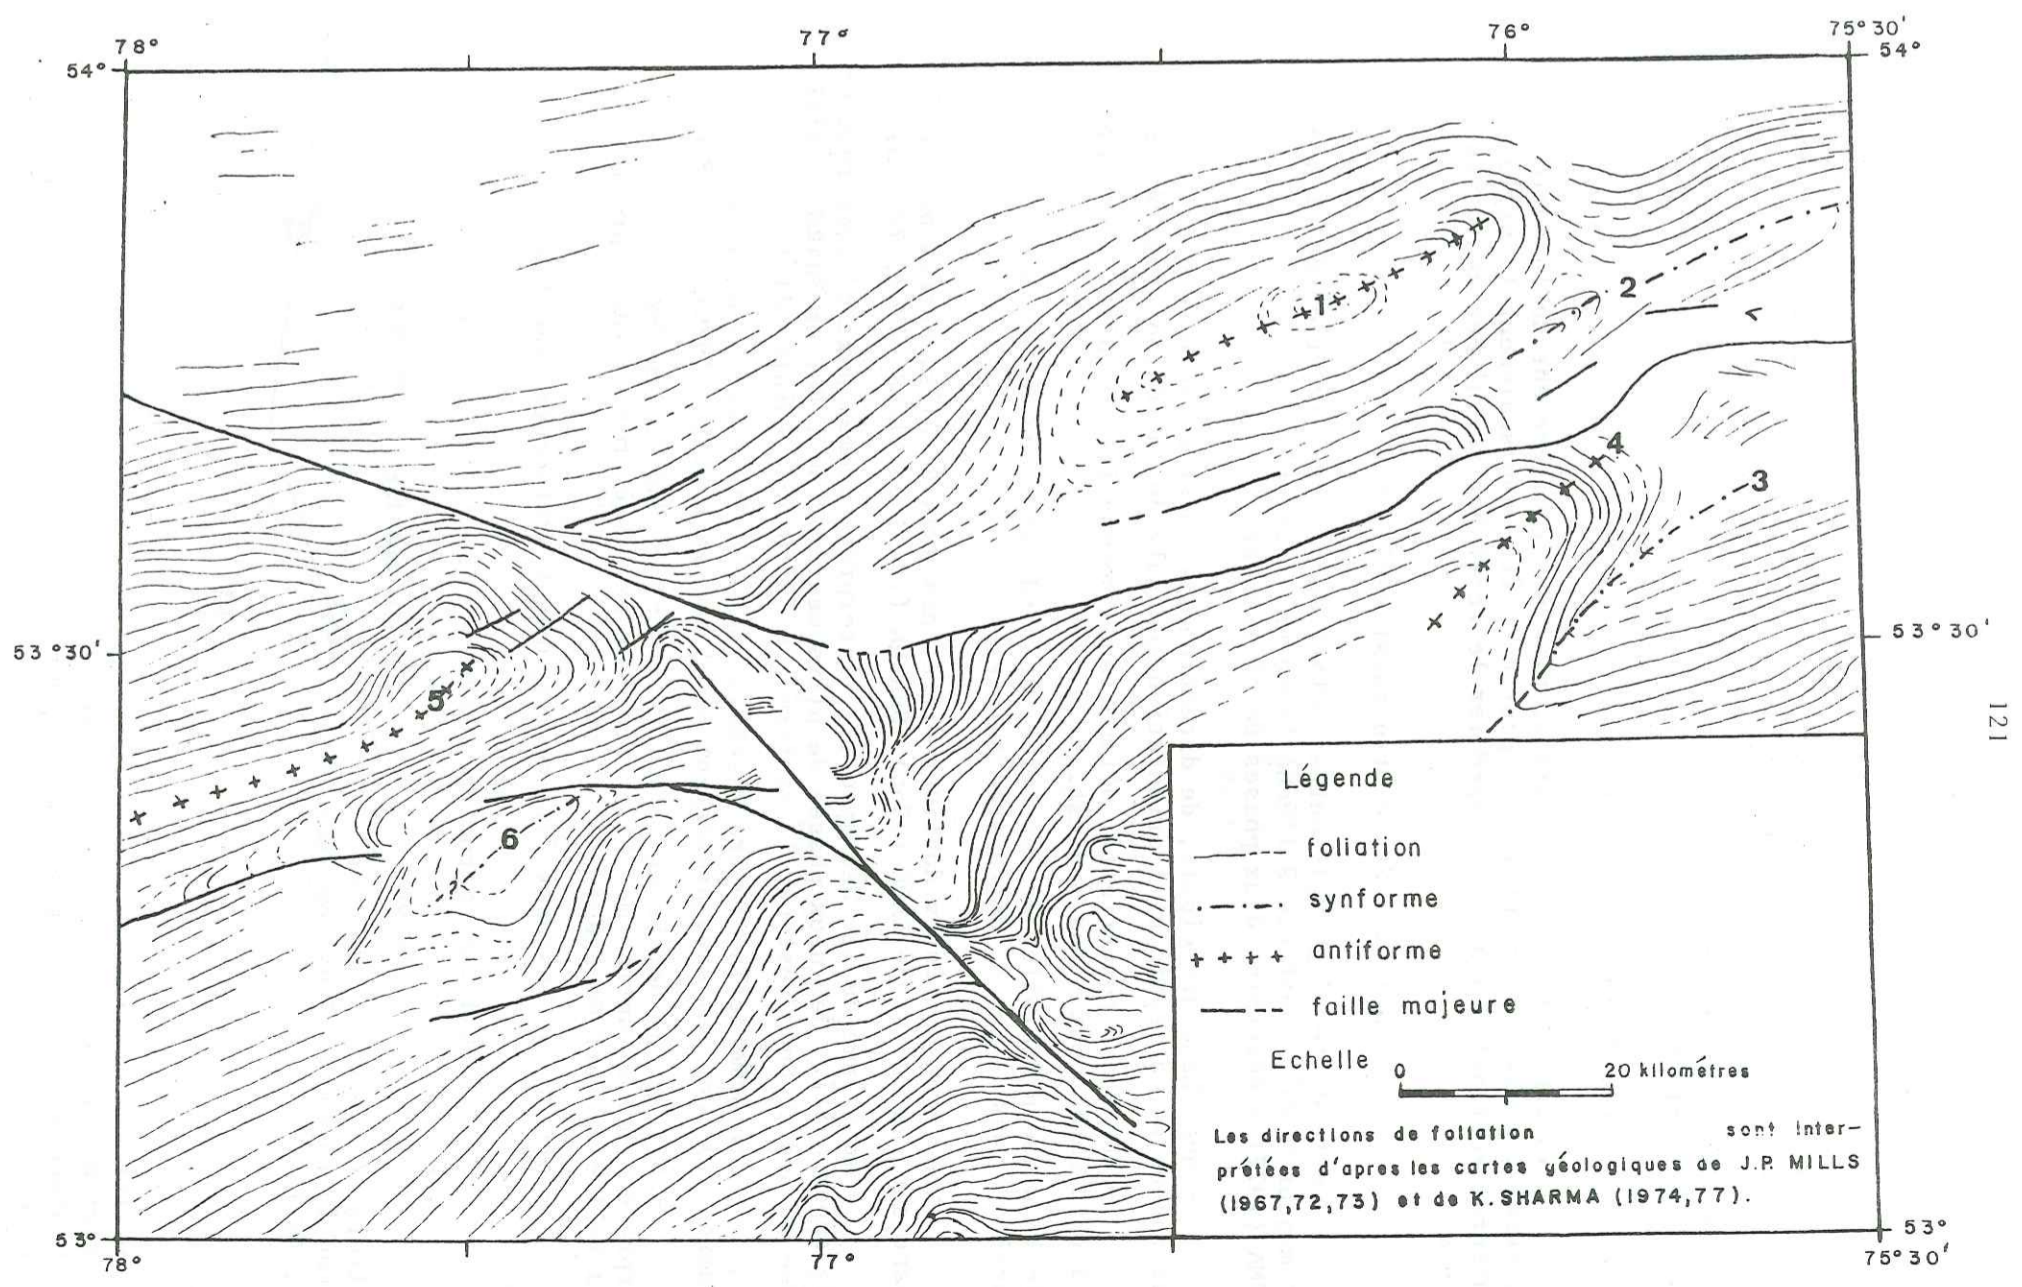 78°
77°
76°
75°30'
54°
54°
1
2
3
4
5
6
53°30'
53°30'
121
Légende
foliation
synforme
antiforme
faille majeure
Echelle 0 20 kilométres
Les directions de foliation sont inter-
prétées d'apres les cartes géologiques de J.P. MILLS
(1967,72,73) et de K.SHARMA (1974,77).
53°
53°
78°
77°
75°30'